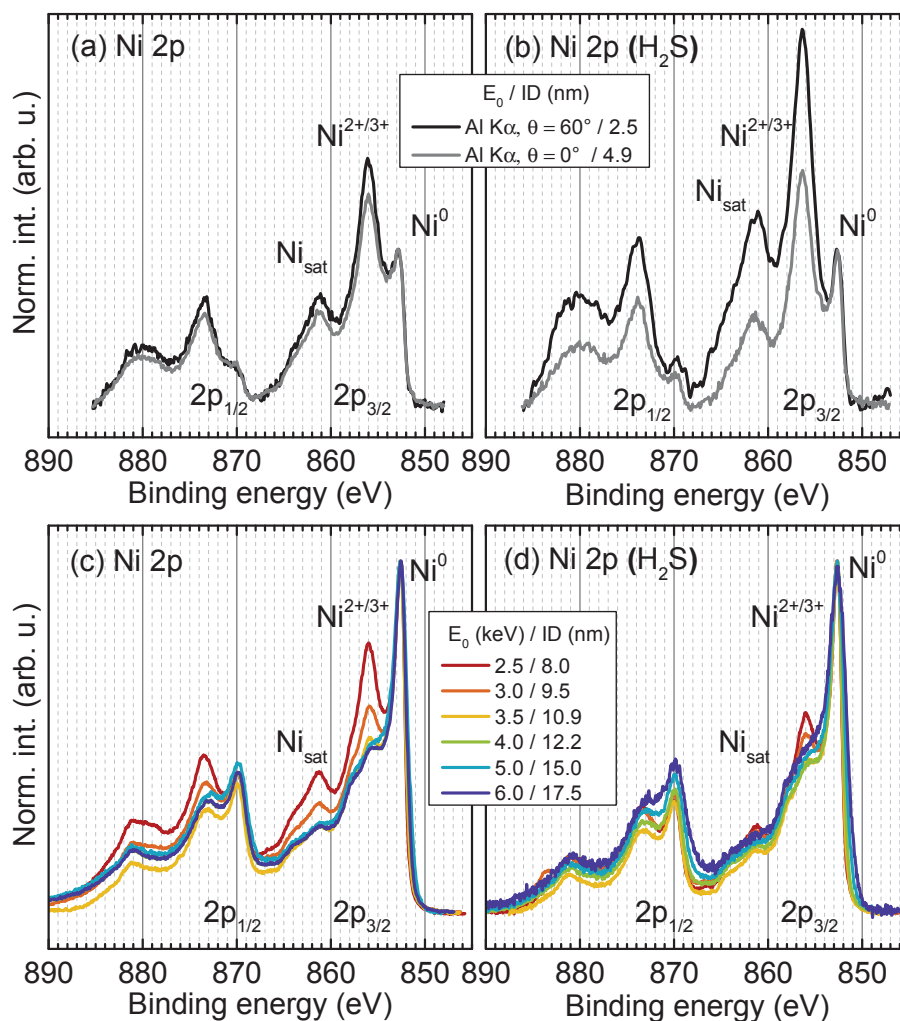 (a) Ni 2p
(b) Ni 2p (H₂S)
E₀ / ID (nm)
Al Kα, θ = 60° / 2.5
Al Kα, θ = 0° / 4.9
Ni²⁺/³⁺
Ni_sat
Ni⁰
2p₁/₂
2p₃/₂
Ni²⁺/³⁺
Ni_sat
Ni⁰
2p₁/₂
2p₃/₂
Norm. int. (arb. u.)
890 880 870 860 850
Binding energy (eV)
890 880 870 860 850
Binding energy (eV)
(c) Ni 2p
(d) Ni 2p (H₂S)
Ni⁰
Ni²⁺/³⁺
Ni_sat
2p₁/₂
2p₃/₂
E₀ (keV) / ID (nm)
2.5 / 8.0
3.0 / 9.5
3.5 / 10.9
4.0 / 12.2
5.0 / 15.0
6.0 / 17.5
Ni⁰
Ni²⁺/³⁺
Ni_sat
2p₁/₂
2p₃/₂
Norm. int. (arb. u.)
890 880 870 860 850
Binding energy (eV)
890 880 870 860 850
Binding energy (eV)